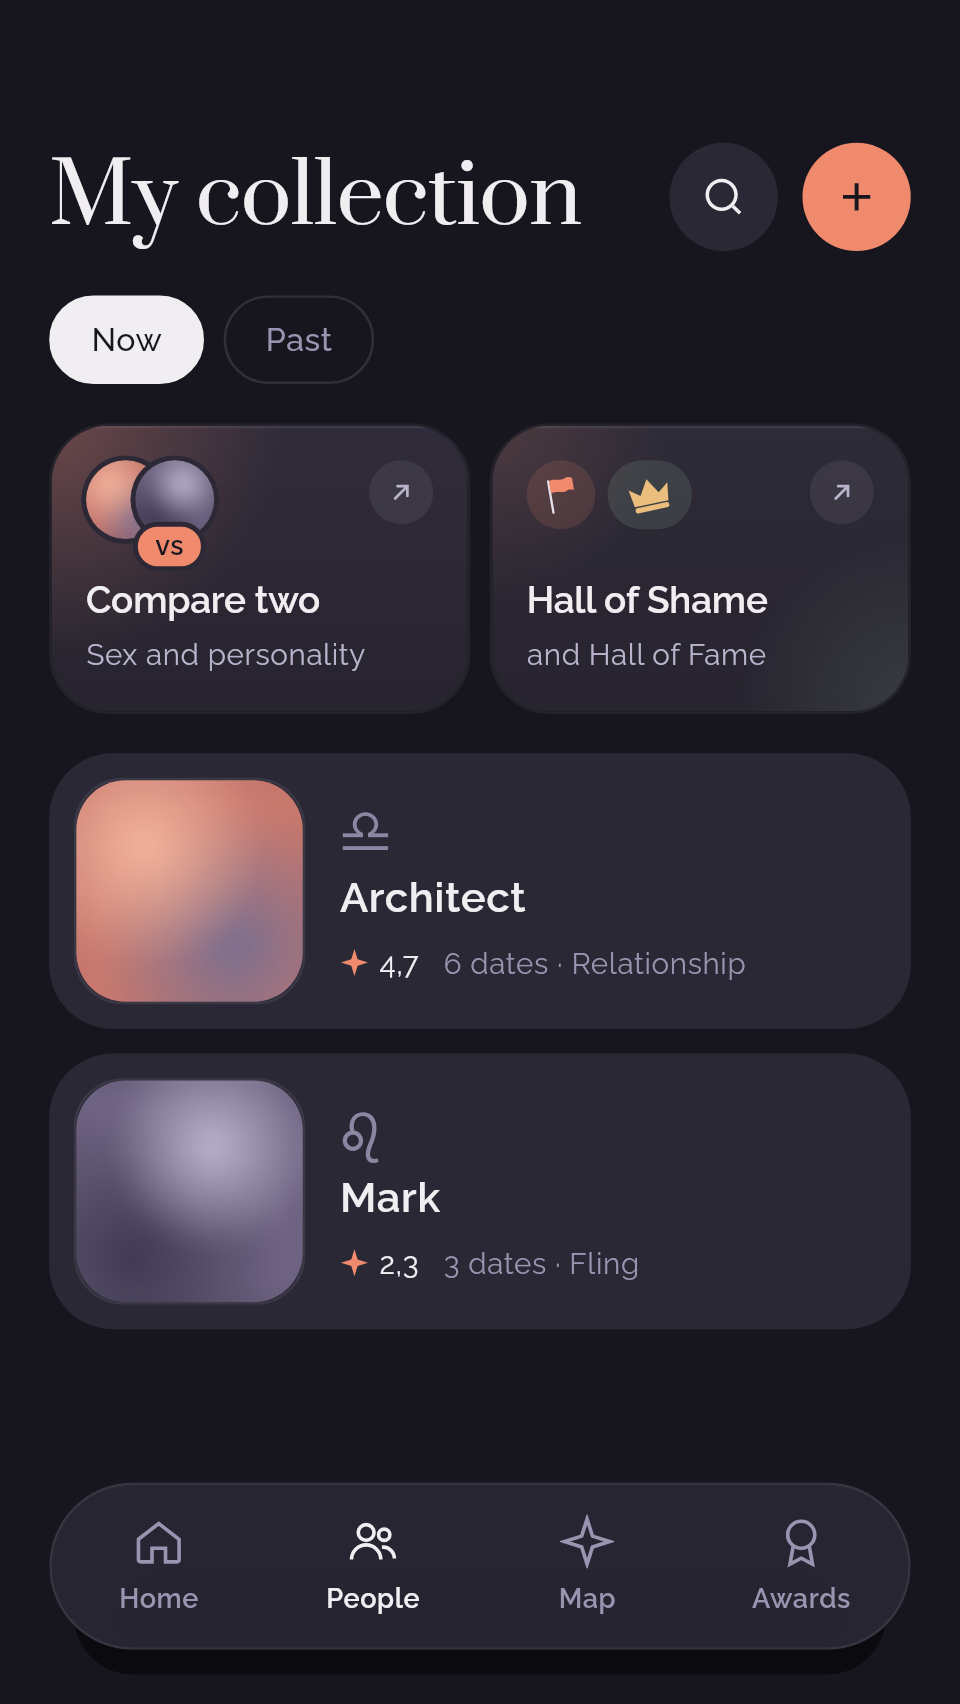 My collection
Now
Past
vs
Compare two
Sex and personality
Hall of Shame
and Hall of Fame
Architect
4,7 6 dates · Relationship
Mark
2,3 3 dates · Fling
Home
People
Map
Awards